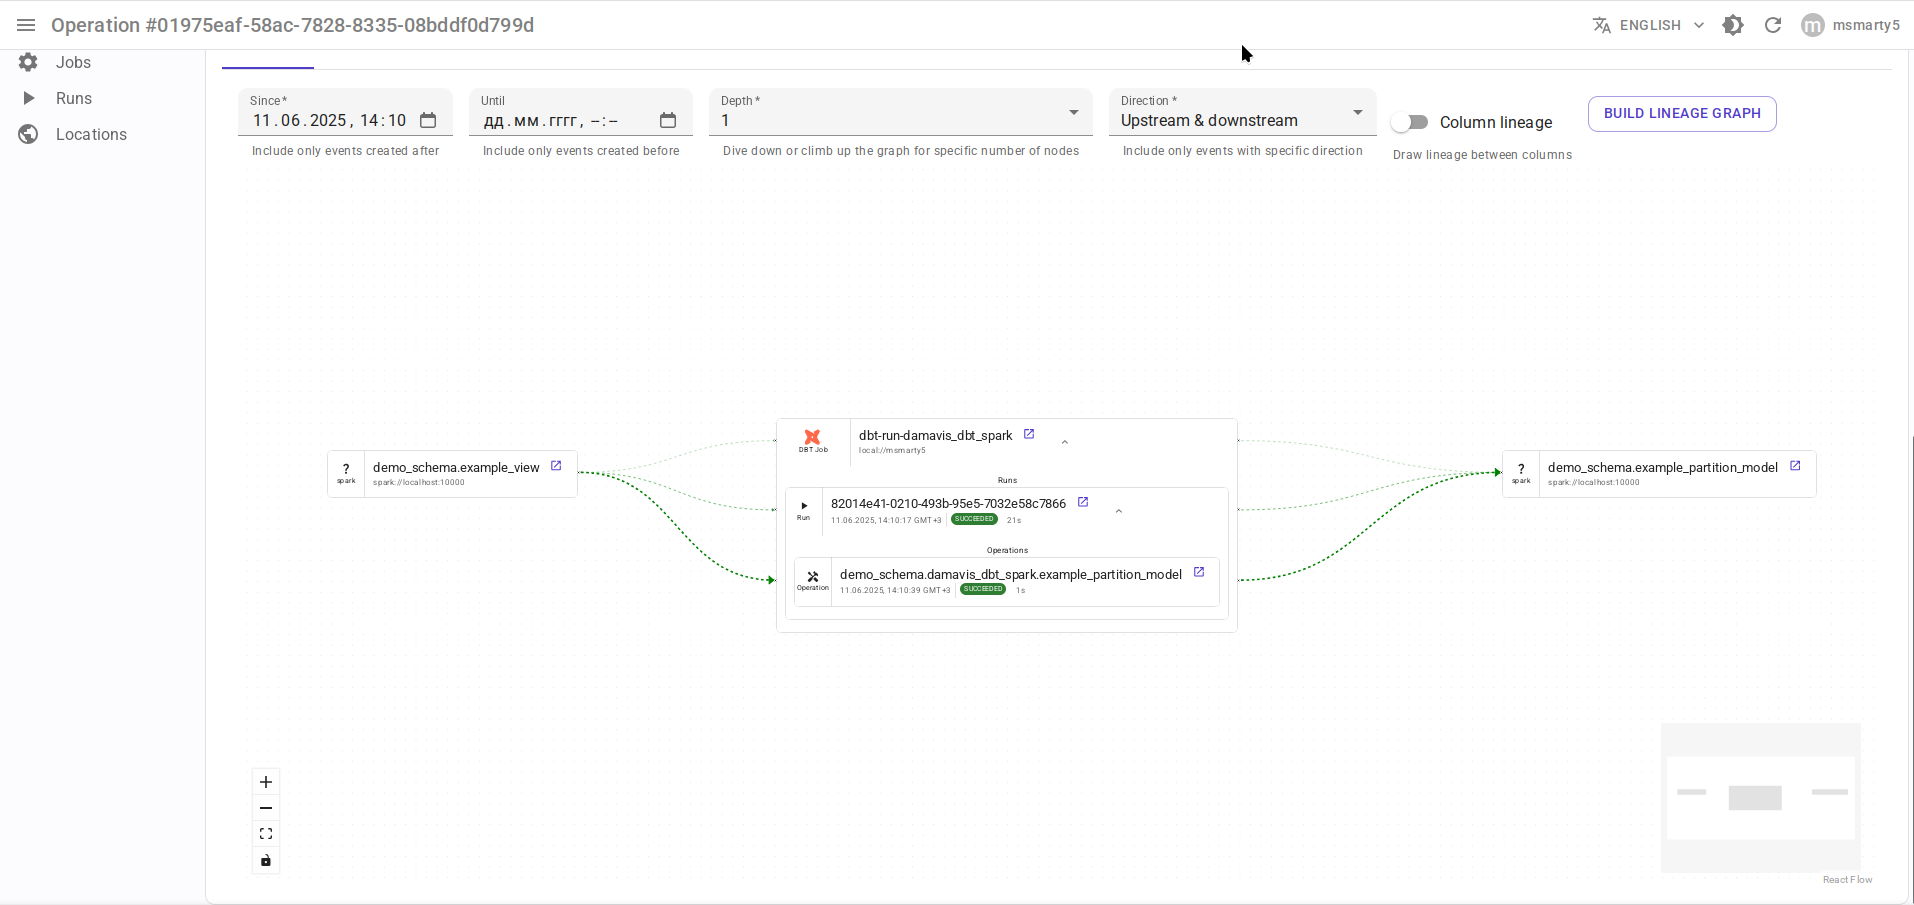 Operation #01975eaf-58ac-7828-8335-08bddf0d799d
ENGLISH
m
msmarty5
Jobs
Runs
Locations
Since *
11.06.2025, 14:10
Include only events created after
Until
дд.мм.гггг, --:--
Include only events created before
Depth *
1
Dive down or climb up the graph for specific number of nodes
Direction *
Upstream & downstream
Include only events with specific direction
Column lineage
Draw lineage between columns
BUILD LINEAGE GRAPH
?
spark
demo_schema.example_view
spark://localhost:10000
DBT Job
dbt-run-damavis_dbt_spark
local://msmarty5
Runs
Run
82014e41-0210-493b-95e5-7032e58c7866
11.06.2025, 14:10:17 GMT+3
SUCCEEDED
21s
Operations
Operation
demo_schema.damavis_dbt_spark.example_partition_model
11.06.2025, 14:10:39 GMT+3
SUCCEEDED
1s
?
spark
demo_schema.example_partition_model
spark://localhost:10000
React Flow